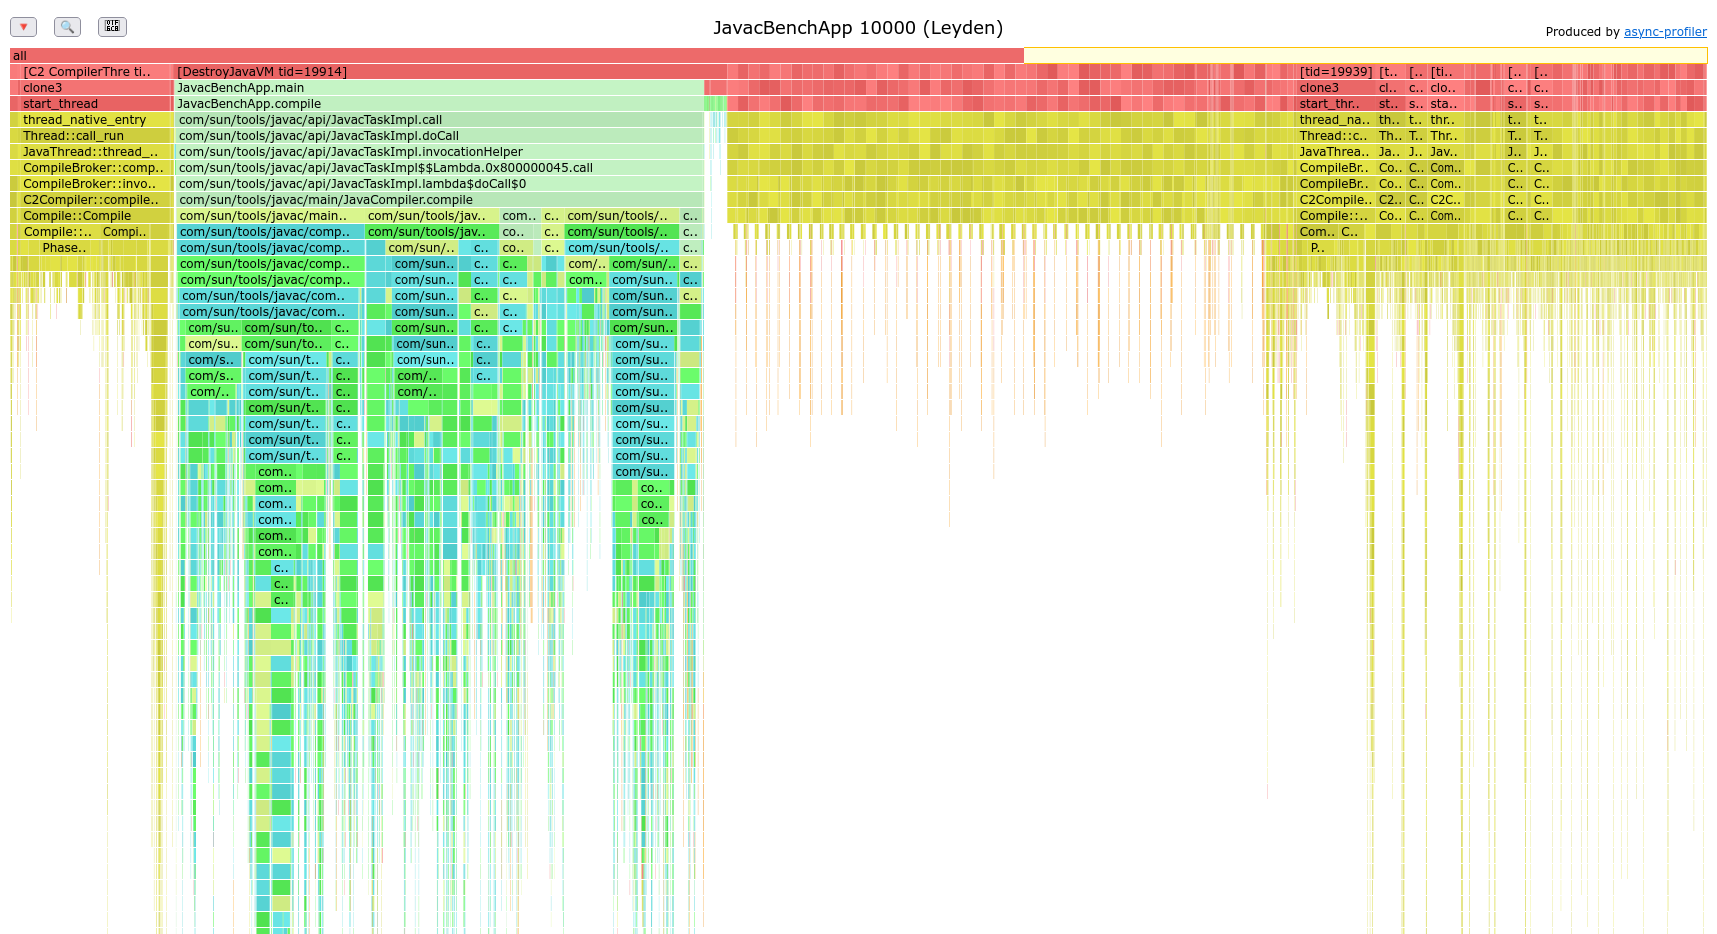 🔻 🔍 JavacBenchApp 10000 (Leyden) Produced by async-profiler
all
[C2 CompilerThre ti.. [DestroyJavaVM tid=19914] [tid=19939] [t.. [.. [ti.. [.. [..
clone3 JavacBenchApp.main clone3 cl.. c.. clo.. c.. c..
start_thread JavacBenchApp.compile start_thr.. st.. s.. sta.. s.. s..
thread_native_entry com/sun/tools/javac/api/JavacTaskImpl.call thread_na.. th.. t.. thr.. t.. t..
Thread::call_run com/sun/tools/javac/api/JavacTaskImpl.doCall Thread::c.. Th.. T.. Thr.. T.. T..
JavaThread::thread_.. com/sun/tools/javac/api/JavacTaskImpl.invocationHelper JavaThrea.. Ja.. J.. Jav.. J.. J..
CompileBroker::comp.. com/sun/tools/javac/api/JavacTaskImpl$$Lambda.0x800000045.call CompileBr.. Co.. C.. Com.. C.. C..
CompileBroker::invo.. com/sun/tools/javac/api/JavacTaskImpl.lambda$doCall$0 CompileBr.. Co.. C.. Com.. C.. C..
C2Compiler::compile.. com/sun/tools/javac/main/JavaCompiler.compile C2Compile.. C2.. C.. C2C.. C.. C..
Compile::Compile com/sun/tools/javac/main.. com/sun/tools/jav.. com.. c.. com/sun/tools/.. c.. Compile::.. Co.. C.. Com.. C.. C..
Compile::.. Compi.. com/sun/tools/javac/comp.. com/sun/tools/jav.. co.. c.. com/sun/tools/.. c.. Com.. C..
Phase.. com/sun/tools/javac/comp.. com/sun/.. c.. co.. c.. com/sun/tools/.. c.. P..
com/sun/tools/javac/comp.. com/sun.. c.. c.. com/.. com/sun/.. c..
com/sun/tools/javac/comp.. com/sun.. c.. c.. com.. com/sun.. c..
com/sun/tools/javac/com.. com/sun.. c.. c.. com/sun.. c..
com/sun/tools/javac/com.. com/sun.. c.. c.. com/sun..
com/su.. com/sun/to.. c.. com/sun.. c.. c.. com/sun..
com/su.. com/sun/to.. c.. com/sun.. c.. com/su..
com/s.. com/sun/t.. c.. com/sun.. c.. com/su..
com/s.. com/sun/t.. c.. com/.. c.. com/su..
com/.. com/sun/t.. c.. com/.. com/su..
com/sun/t.. c.. com/su..
com/sun/t.. c.. com/su..
com/sun/t.. c.. com/su..
com/sun/t.. c.. com/su..
com.. com/su..
com.. co..
com.. co..
com.. co..
com..
com..
c..
c..
c..